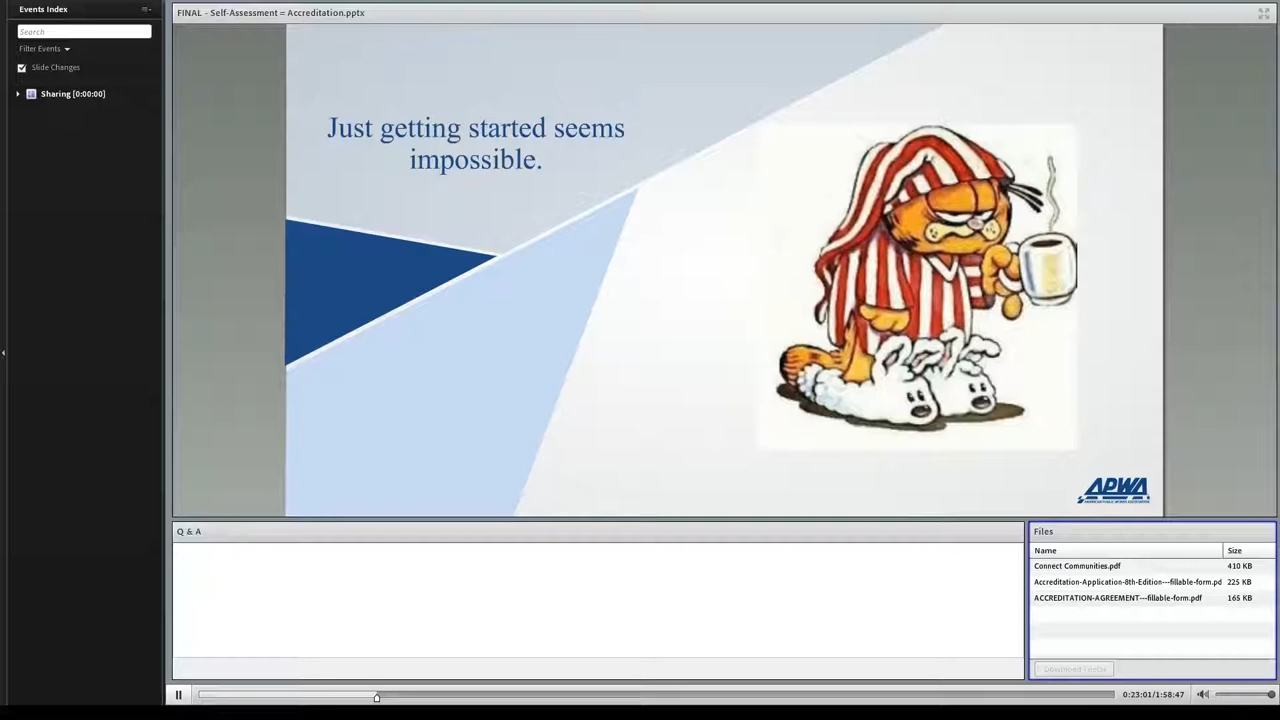 Events Index
Search
Filter Events
Slide Changes
Sharing [0:00:00]
FINAL - Self-Assessment = Accreditation.pptx
Just getting started seems
impossible.
APWA
Q & A
Files
Name Size
Connect Communities.pdf 410 KB
Accreditation-Application-8th-Edition---fillable-form.pd 225 KB
ACCREDITATION-AGREEMENT---fillable-form.pdf 165 KB
0:23:01/1:58:47